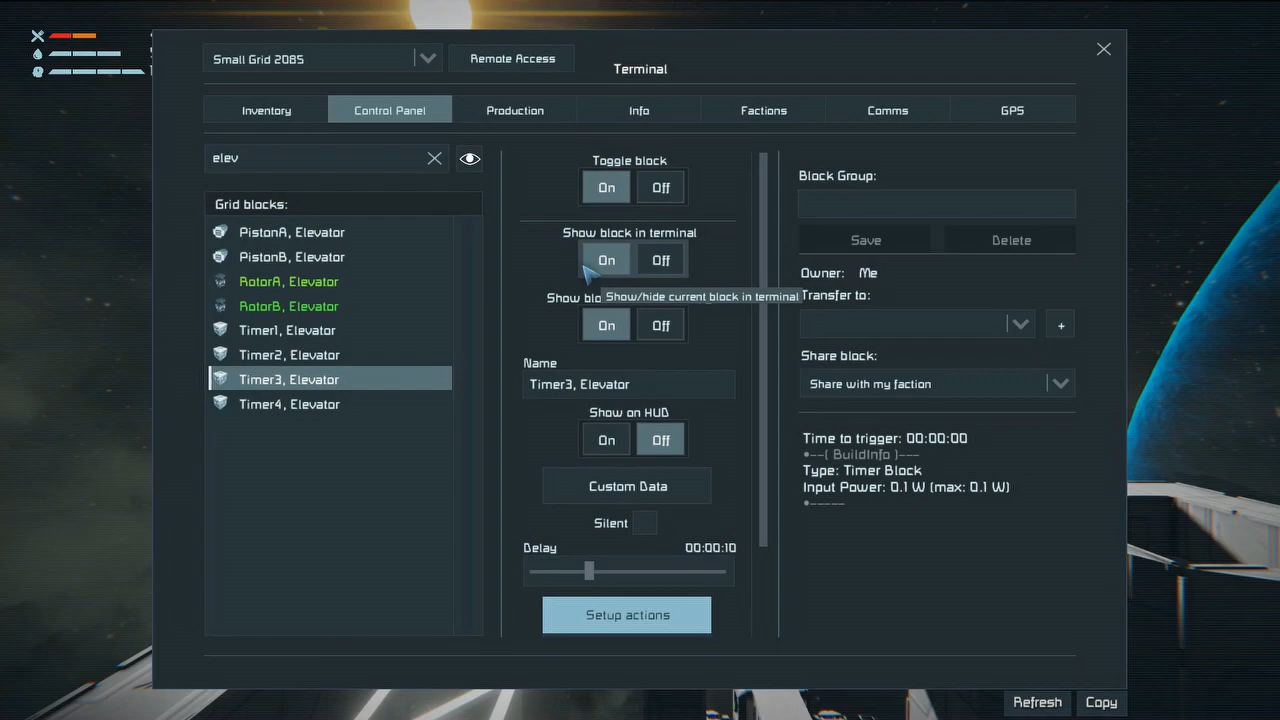 Small Grid 2085
Remote Access
Terminal
Inventory
Control Panel
Production
Info
Factions
Comms
GPS
elev
Grid blocks:
PistonA, Elevator
PistonB, Elevator
RotorA, Elevator
RotorB, Elevator
Timer1, Elevator
Timer2, Elevator
Timer3, Elevator
Timer4, Elevator
Toggle block
On Off
Show block in terminal
On Off
Show/hide current block in terminal
Show blo
On Off
Name
Timer3, Elevator
Show on HUD
On Off
Custom Data
Silent
Delay 00:00:10
Setup actions
Block Group:
Save Delete
Owner: Me
Transfer to:
+
Share block:
Share with my faction
Time to trigger: 00:00:00
•--( BuildInfo )---
Type: Timer Block
Input Power: 0.1 W (max: 0.1 W)
•-----
Refresh Copy